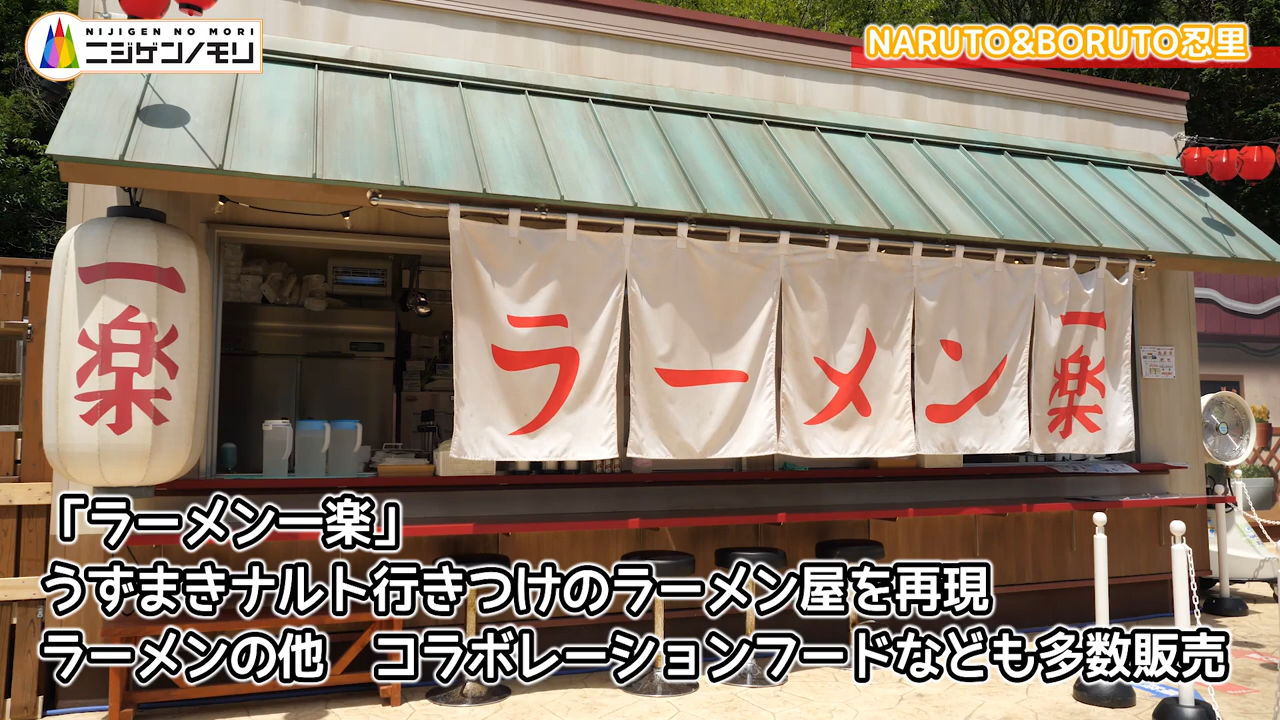 NIJIGEN NO MORI
ニジゲンノモリ
NARUTO&BORUTO忍里
一楽
ラーメン一楽
「ラーメン一楽」
うずまきナルト行きつけのラーメン屋を再現
ラーメンの他　コラボレーションフードなども多数販売